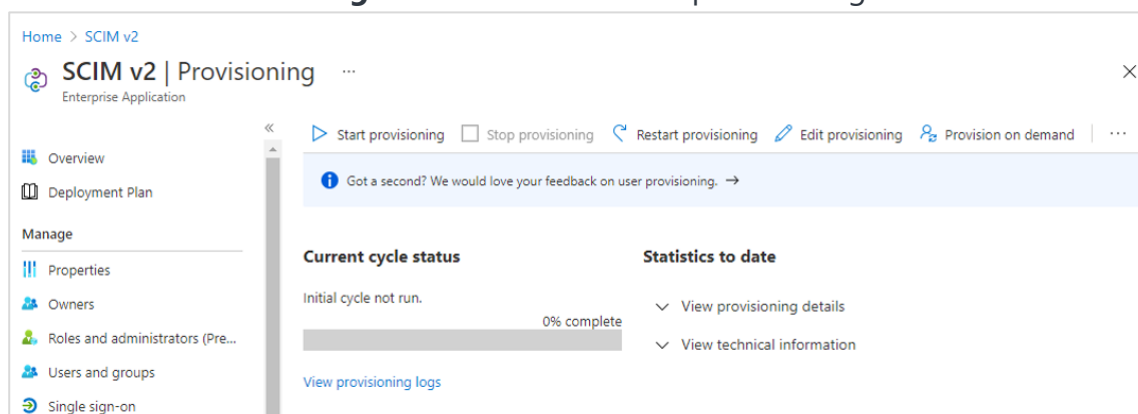 Home > SCIM v2
SCIM v2 | Provisioning ...
Enterprise Application
Overview
Deployment Plan
Manage
Properties
Owners
Roles and administrators (Pre...
Users and groups
Single sign-on
Start provisioning Stop provisioning Restart provisioning Edit provisioning Provision on demand ...
Got a second? We would love your feedback on user provisioning. →
Current cycle status
Initial cycle not run.
0% complete
View provisioning logs
Statistics to date
View provisioning details
View technical information